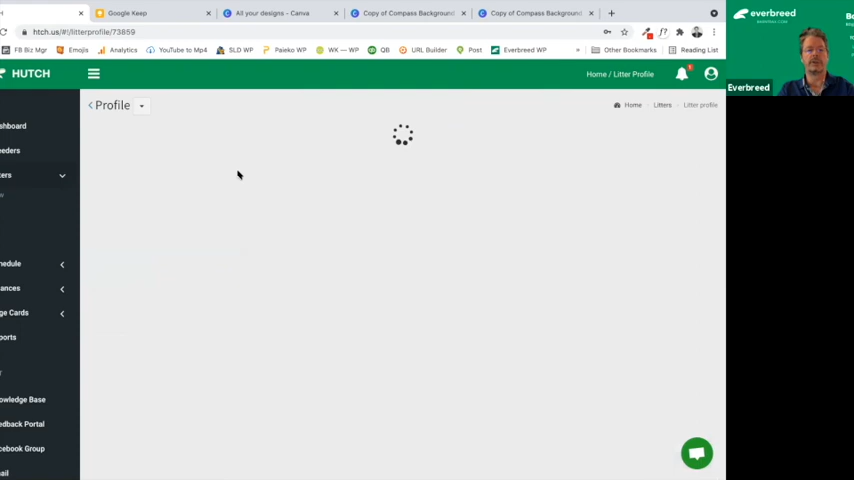 Google Keep
All your designs - Canva
Copy of Compass Background
Copy of Compass Background
htch.us/#!/litterprofile/73859
FB Biz Mgr
Emojis
Analytics
YouTube to Mp4
SLD WP
Paleko WP
WK — WP
QB
URL Builder
Post
Everbreed WP
»
Other Bookmarks
Reading List
HUTCH
Home / Litter Profile
everbreed
Everbreed
Profile
Home
Litters
Litter profile
shboard
eeders
ters
hedule
ances
ge Cards
ports
owledge Base
edback Portal
cebook Group
ail